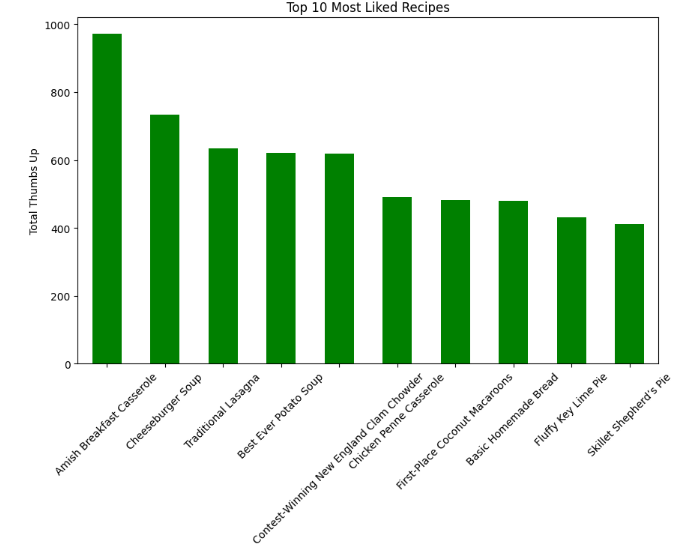 Top 10 Most Liked Recipes
Total Thumbs Up
1000
800
600
400
200
0
Amish Breakfast Casserole
Cheeseburger Soup
Traditional Lasagna
Best Ever Potato Soup
Contest-Winning New England Clam Chowder
Chicken Penne Casserole
First-Place Coconut Macaroons
Basic Homemade Bread
Fluffy Key Lime Pie
Skillet Shepherd's Pie